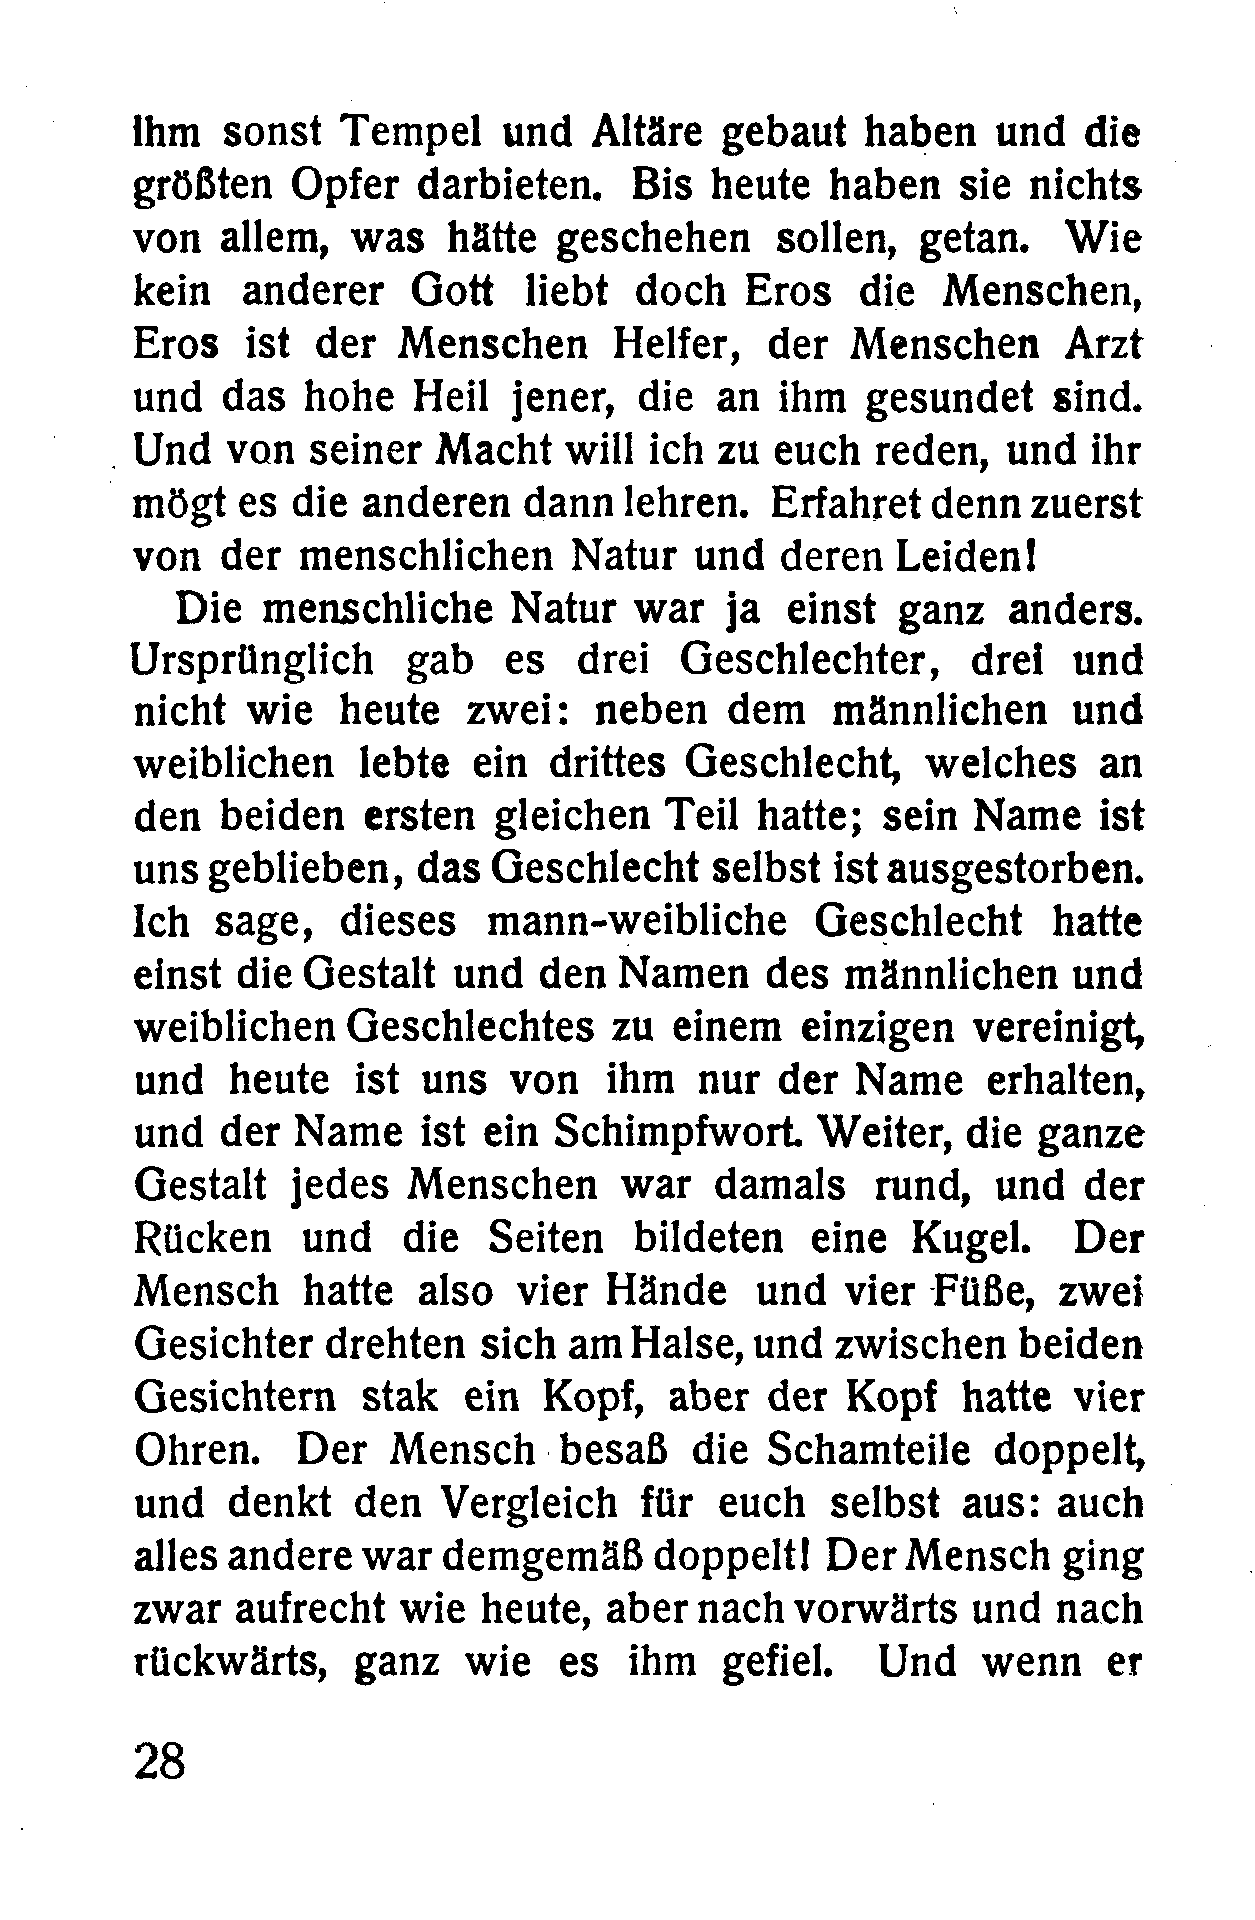 ihm sonst Tempel und Altäre gebaut haben und die
größten Opfer darbieten. Bis heute haben sie nichts
von allem, was hätte geschehen sollen, getan. Wie
kein anderer Gott liebt doch Eros die Menschen,
Eros ist der Menschen Helfer, der Menschen Arzt
und das hohe Heil jener, die an ihm gesundet sind.
Und von seiner Macht will ich zu euch reden, und ihr
mögt es die anderen dann lehren. Erfahret denn zuerst
von der menschlichen Natur und deren Leiden!
Die menschliche Natur war ja einst ganz anders.
Ursprünglich gab es drei Geschlechter, drei und
nicht wie heute zwei: neben dem männlichen und
weiblichen lebte ein drittes Geschlecht, welches an
den beiden ersten gleichen Teil hatte; sein Name ist
uns geblieben, das Geschlecht selbst ist ausgestorben.
Ich sage, dieses mann-weibliche Geschlecht hatte
einst die Gestalt und den Namen des männlichen und
weiblichen Geschlechtes zu einem einzigen vereinigt,
und heute ist uns von ihm nur der Name erhalten,
und der Name ist ein Schimpfwort. Weiter, die ganze
Gestalt jedes Menschen war damals rund, und der
Rücken und die Seiten bildeten eine Kugel. Der
Mensch hatte also vier Hände und vier Füße, zwei
Gesichter drehten sich am Halse, und zwischen beiden
Gesichtern stak ein Kopf, aber der Kopf hatte vier
Ohren. Der Mensch besaß die Schamteile doppelt,
und denkt den Vergleich für euch selbst aus: auch
alles andere war demgemäß doppelt! Der Mensch ging
zwar aufrecht wie heute, aber nach vorwärts und nach
rückwärts, ganz wie es ihm gefiel. Und wenn er
28